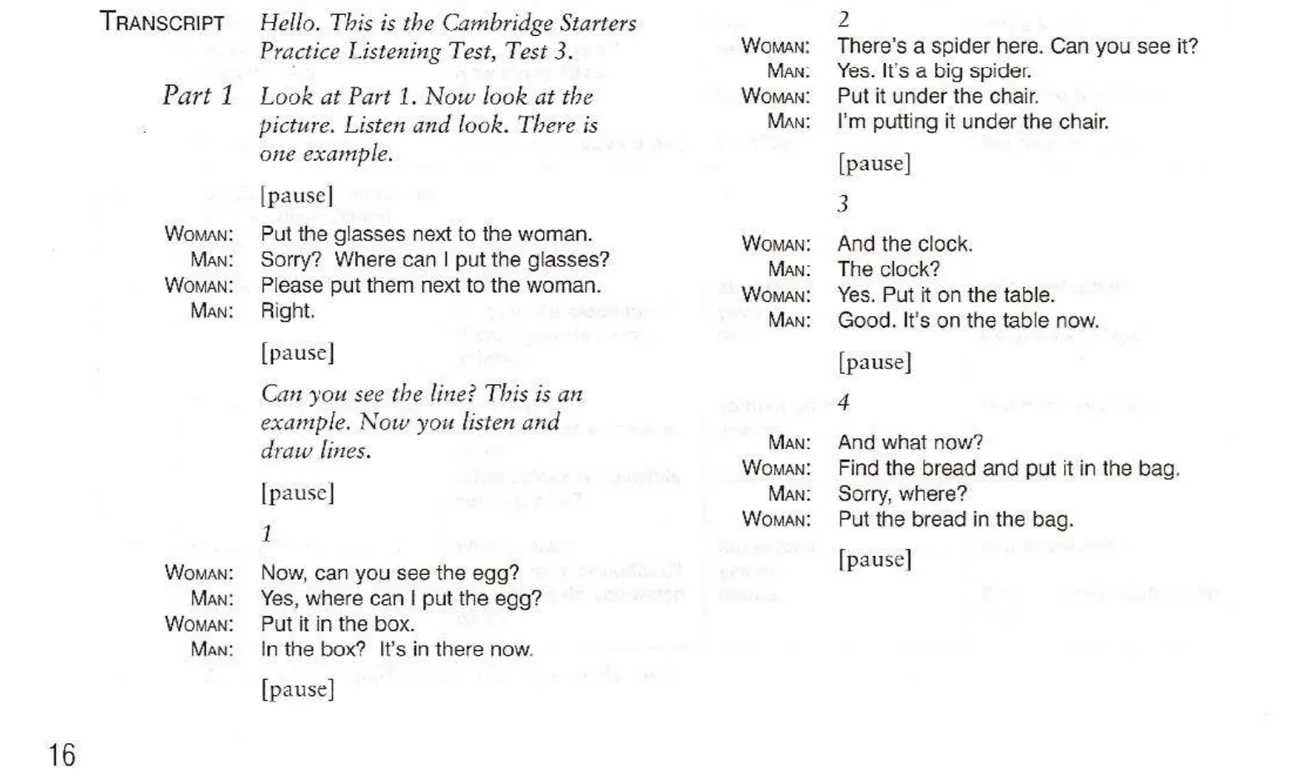 TRANSCRIPT Hello. This is the Cambridge Starters
Practice Listening Test, Test 3.
Part 1 Look at Part 1. Now look at the
picture. Listen and look. There is
one example.
[pause]
WOMAN: Put the glasses next to the woman.
MAN: Sorry? Where can I put the glasses?
WOMAN: Please put them next to the woman.
MAN: Right.
[pause]
Can you see the line? This is an
example. Now you listen and
draw lines.
[pause]
1
WOMAN: Now, can you see the egg?
MAN: Yes, where can I put the egg?
WOMAN: Put it in the box.
MAN: In the box? It's in there now.
[pause]
2
WOMAN: There's a spider here. Can you see it?
MAN: Yes. It's a big spider.
WOMAN: Put it under the chair.
MAN: I'm putting it under the chair.
[pause]
3
WOMAN: And the clock.
MAN: The clock?
WOMAN: Yes. Put it on the table.
MAN: Good. It's on the table now.
[pause]
4
MAN: And what now?
WOMAN: Find the bread and put it in the bag.
MAN: Sorry, where?
WOMAN: Put the bread in the bag.
[pause]
16